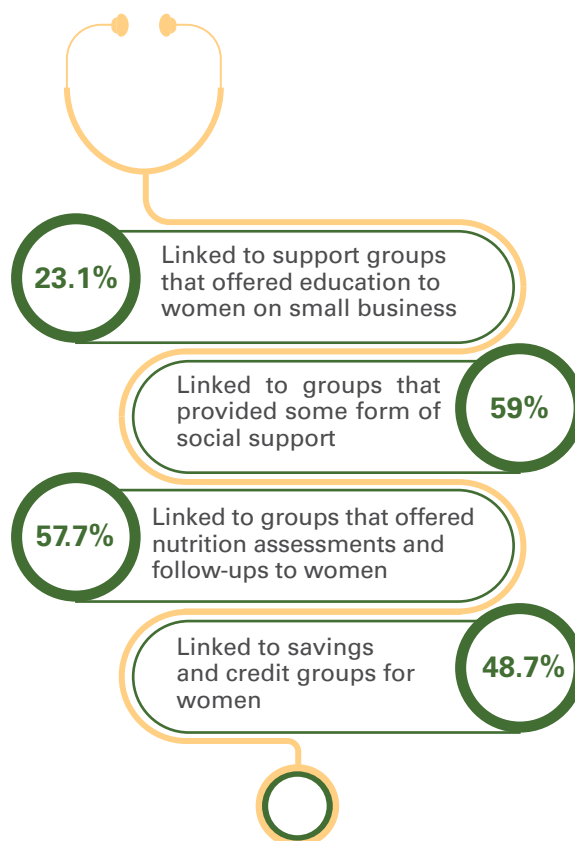 23.1%
Linked to support groups
that offered education to
women on small business
Linked to groups that
provided some form of
social support
59%
57.7%
Linked to groups that offered
nutrition assessments and
follow-ups to women
Linked to savings
and credit groups for
women
48.7%